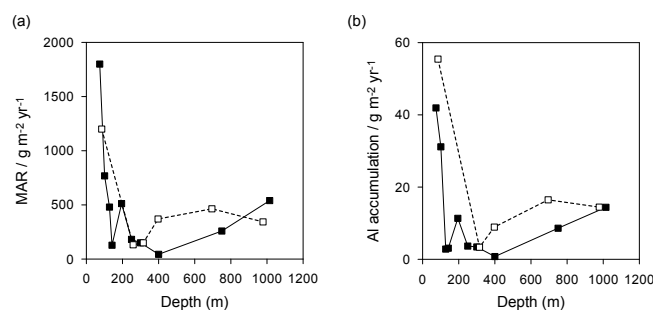 (a)
MAR / g m⁻² yr⁻¹
2000
1500
1000
500
0
0 200 400 600 800 1000 1200
Depth (m)
(b)
Al accumulation / g m⁻² yr⁻¹
60
40
20
0
0 200 400 600 800 1000 1200
Depth (m)